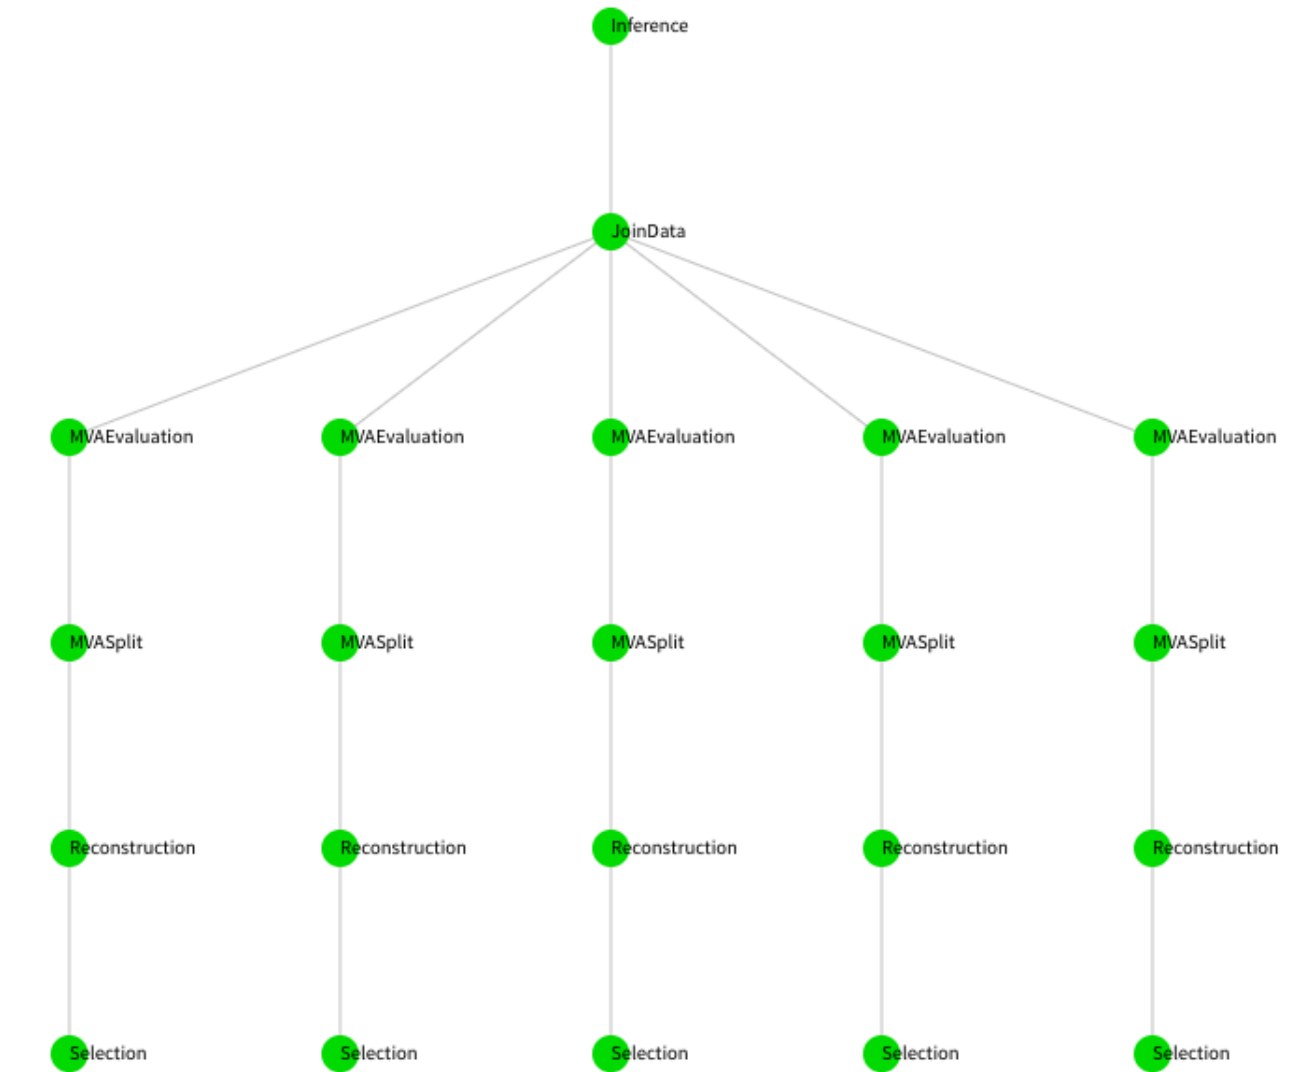 Inference
JoinData
MVAEvaluation MVAEvaluation MVAEvaluation MVAEvaluation MVAEvaluation
MVASplit MVASplit MVASplit MVASplit MVASplit
Reconstruction Reconstruction Reconstruction Reconstruction Reconstruction
Selection Selection Selection Selection Selection